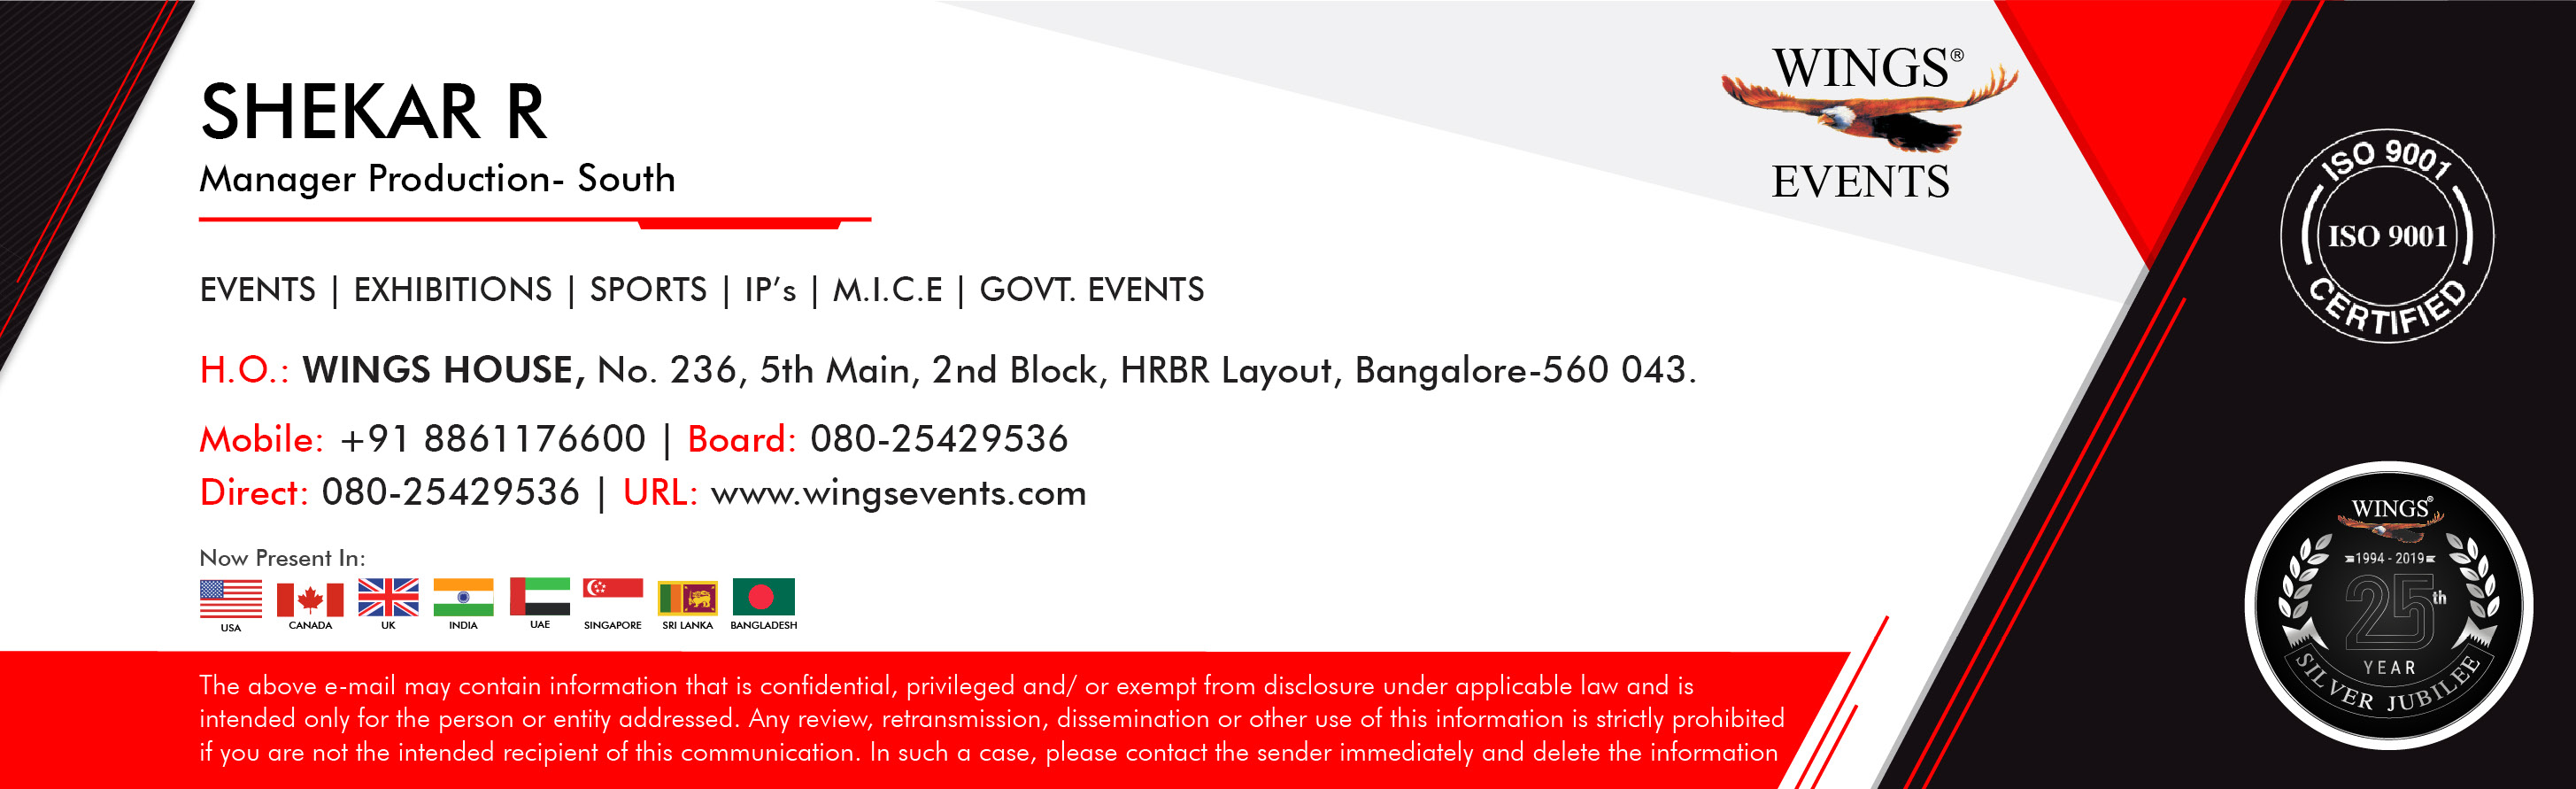 SHEKAR R
Manager Production- South
WINGS®
EVENTS
EVENTS | EXHIBITIONS | SPORTS | IP’s | M.I.C.E | GOVT. EVENTS
H.O.: WINGS HOUSE, No. 236, 5th Main, 2nd Block, HRBR Layout, Bangalore-560 043.
Mobile: +91 8861176600 | Board: 080-25429536
Direct: 080-25429536 | URL: www.wingsevents.com
Now Present In:
USA CANADA UK INDIA UAE SINGAPORE SRI LANKA BANGLADESH
The above e-mail may contain information that is confidential, privileged and/ or exempt from disclosure under applicable law and is
intended only for the person or entity addressed. Any review, retransmission, dissemination or other use of this information is strictly prohibited
if you are not the intended recipient of this communication. In such a case, please contact the sender immediately and delete the information
ISO 9001
ISO 9001
CERTIFIED
WINGS®
1994 - 2019
25th
YEAR
SILVER JUBILEE